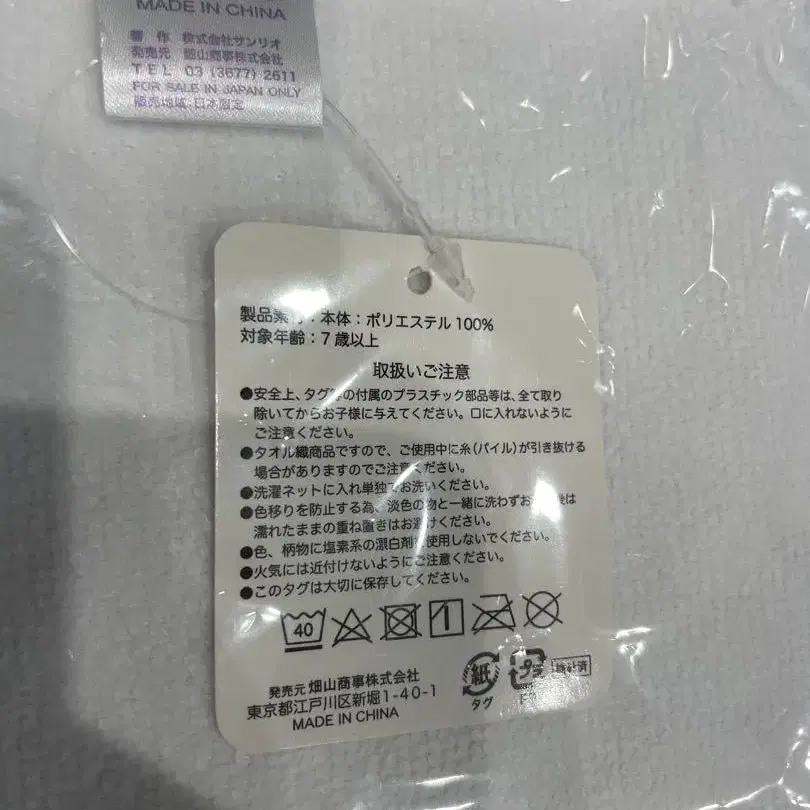 MADE IN CHINA
著 作 株式会社サンリオ
発売元 畑山商事株式会社
TEL 03 (3677) 2611
FOR SALE IN JAPAN ONLY
販売地域:日本限定
製品素 :本体:ポリエステル100%
対象年齢:7歳以上
取扱いご注意
●安全上、タグ の付属のプラスチック部品等は、全て取り
除いてからお子様に与えてください。口に入れないように
ご注意ください。
●タオル織商品ですので、ご使用中に糸(パイル)が引き抜ける
場合がありますのでご注意ください。
●洗濯ネットに入れ単独でお洗いください。
●色移りを防止する為、淡色の物と一緒に洗わず 後は
濡れたままの重ね置きはお避けください。
●色、柄物に塩素系の漂白剤は使用しないでください。
●火気には近付けないようにご注意ください。
●このタグは大切に保存してください。
40
発売元 畑山商事株式会社
東京都江戸川区新堀1-40-1
MADE IN CHINA
紙
タグ
プラ
検針済